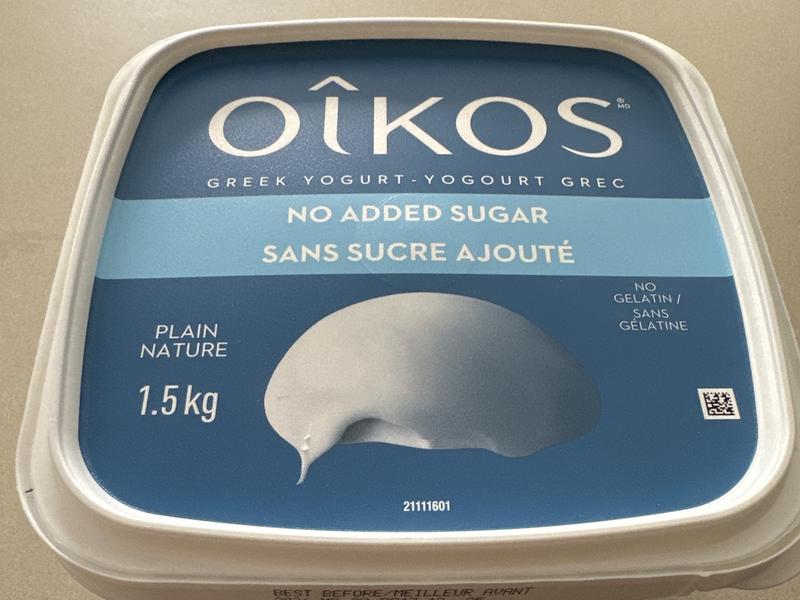 OÎKOS
® MD
GREEK YOGURT-YOGOURT GREC
NO ADDED SUGAR
SANS SUCRE AJOUTÉ
NO
GELATIN /
SANS
GÉLATINE
PLAIN
NATURE
1.5 kg
21111601
BEST BEFORE/MEILLEUR AVANT